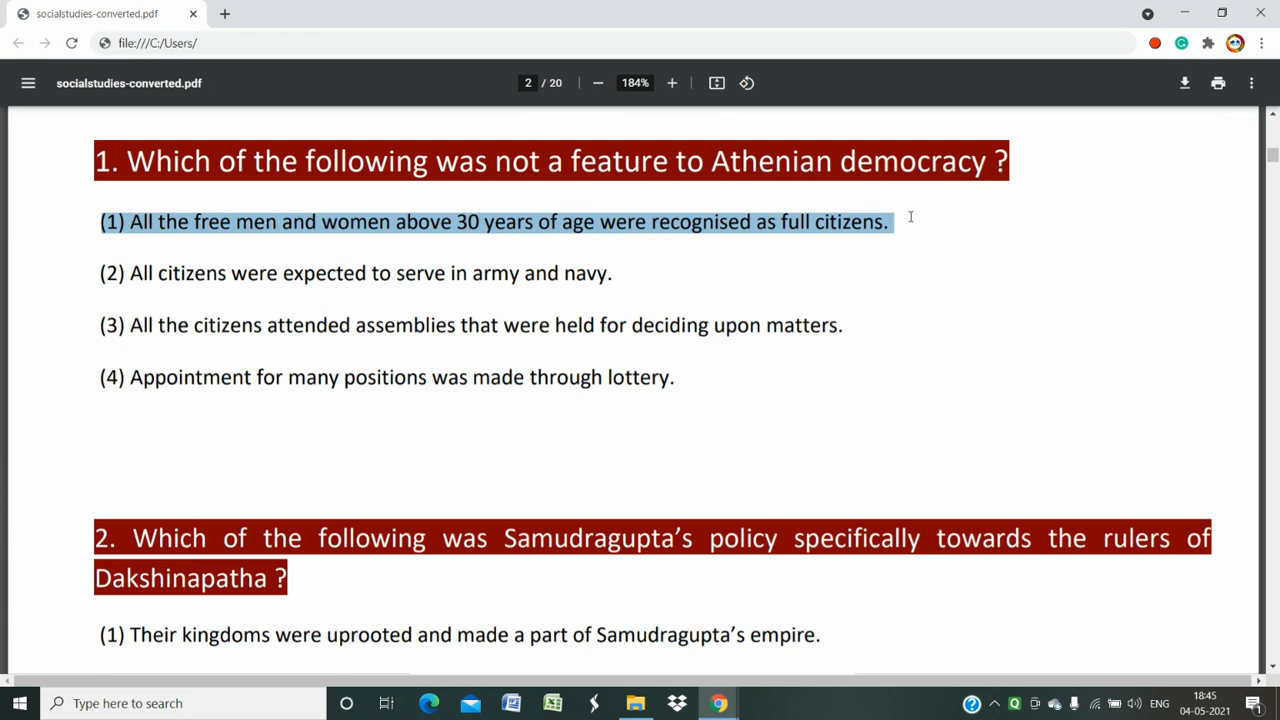 socialstudies-converted.pdf
file:///C:/Users/
socialstudies-converted.pdf
2 / 20
184%
1. Which of the following was not a feature to Athenian democracy ?
(1) All the free men and women above 30 years of age were recognised as full citizens.
(2) All citizens were expected to serve in army and navy.
(3) All the citizens attended assemblies that were held for deciding upon matters.
(4) Appointment for many positions was made through lottery.
2. Which of the following was Samudragupta’s policy specifically towards the rulers of
Dakshinapatha ?
(1) Their kingdoms were uprooted and made a part of Samudragupta’s empire.
Type here to search
ENG
18:45
04-05-2021